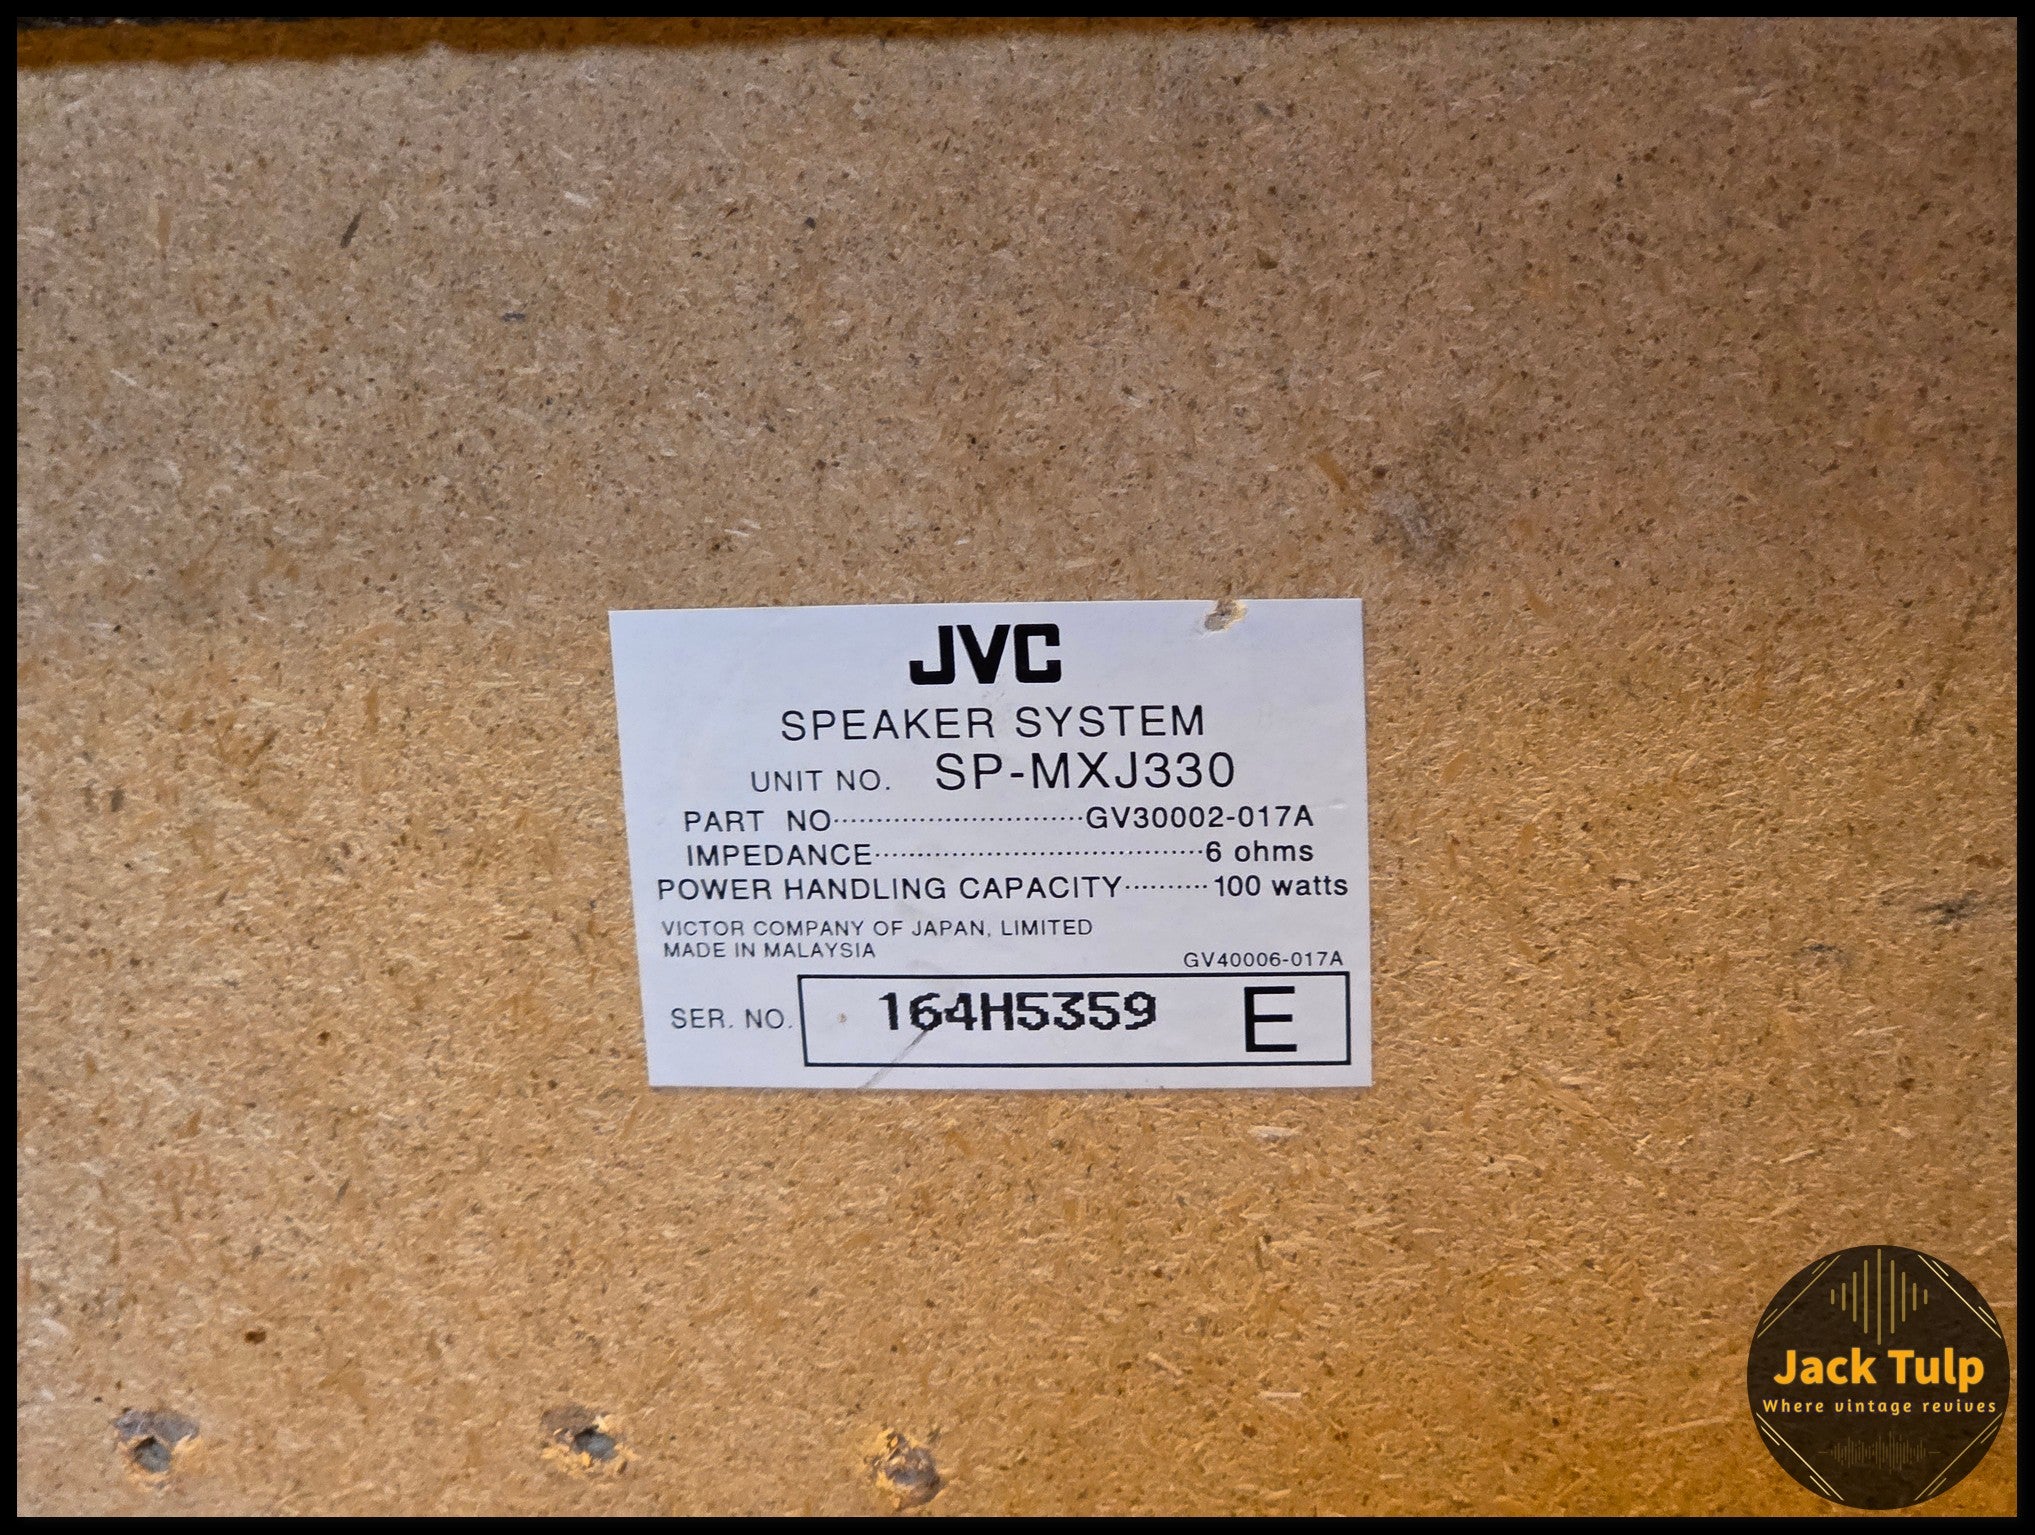 JVC
SPEAKER SYSTEM
UNIT NO. SP-MXJ330
PART NO···························GV30002-017A
IMPEDANCE····································6 ohms
POWER HANDLING CAPACITY··········100 watts
VICTOR COMPANY OF JAPAN, LIMITED
MADE IN MALAYSIA
GV40006-017A
SER. NO. 164H5359 E
Jack Tulp
Where vintage revives